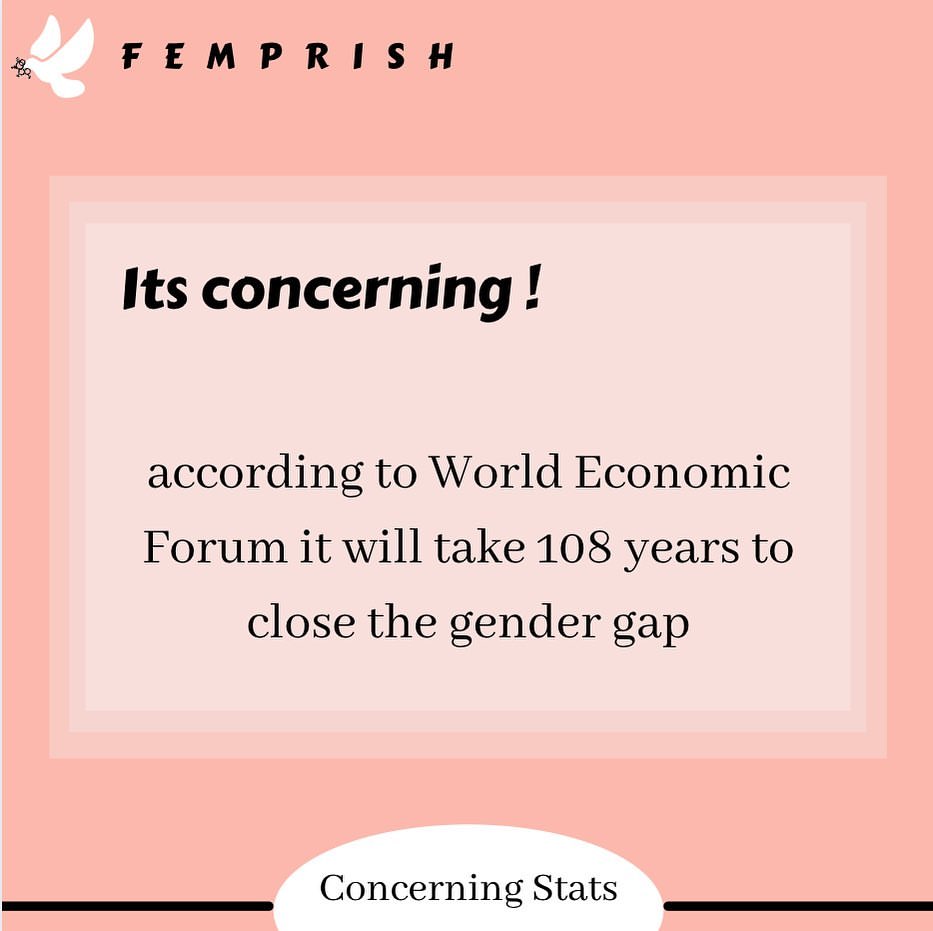 FEMPRISH
Its concerning !
according to World Economic
Forum it will take 108 years to
close the gender gap
Concerning Stats